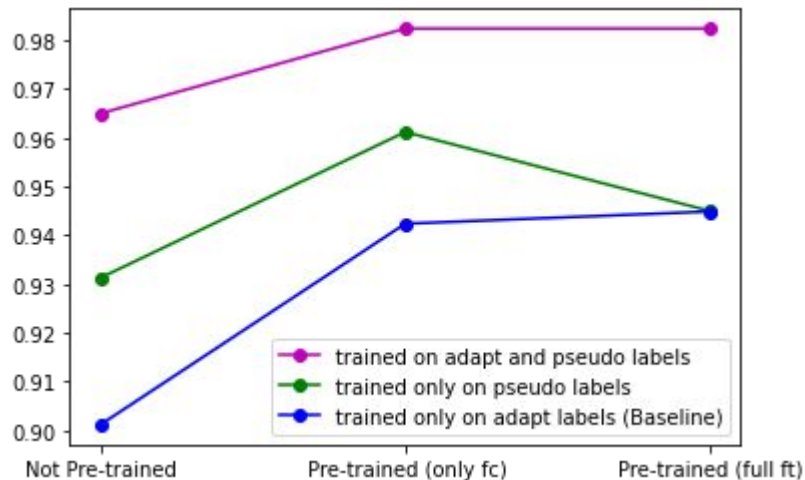 0.98
0.97
0.96
0.95
0.94
0.93
0.92
0.91
0.90
trained on adapt and pseudo labels
trained only on pseudo labels
trained only on adapt labels (Baseline)
Not Pre-trained Pre-trained (only fc) Pre-trained (full ft)